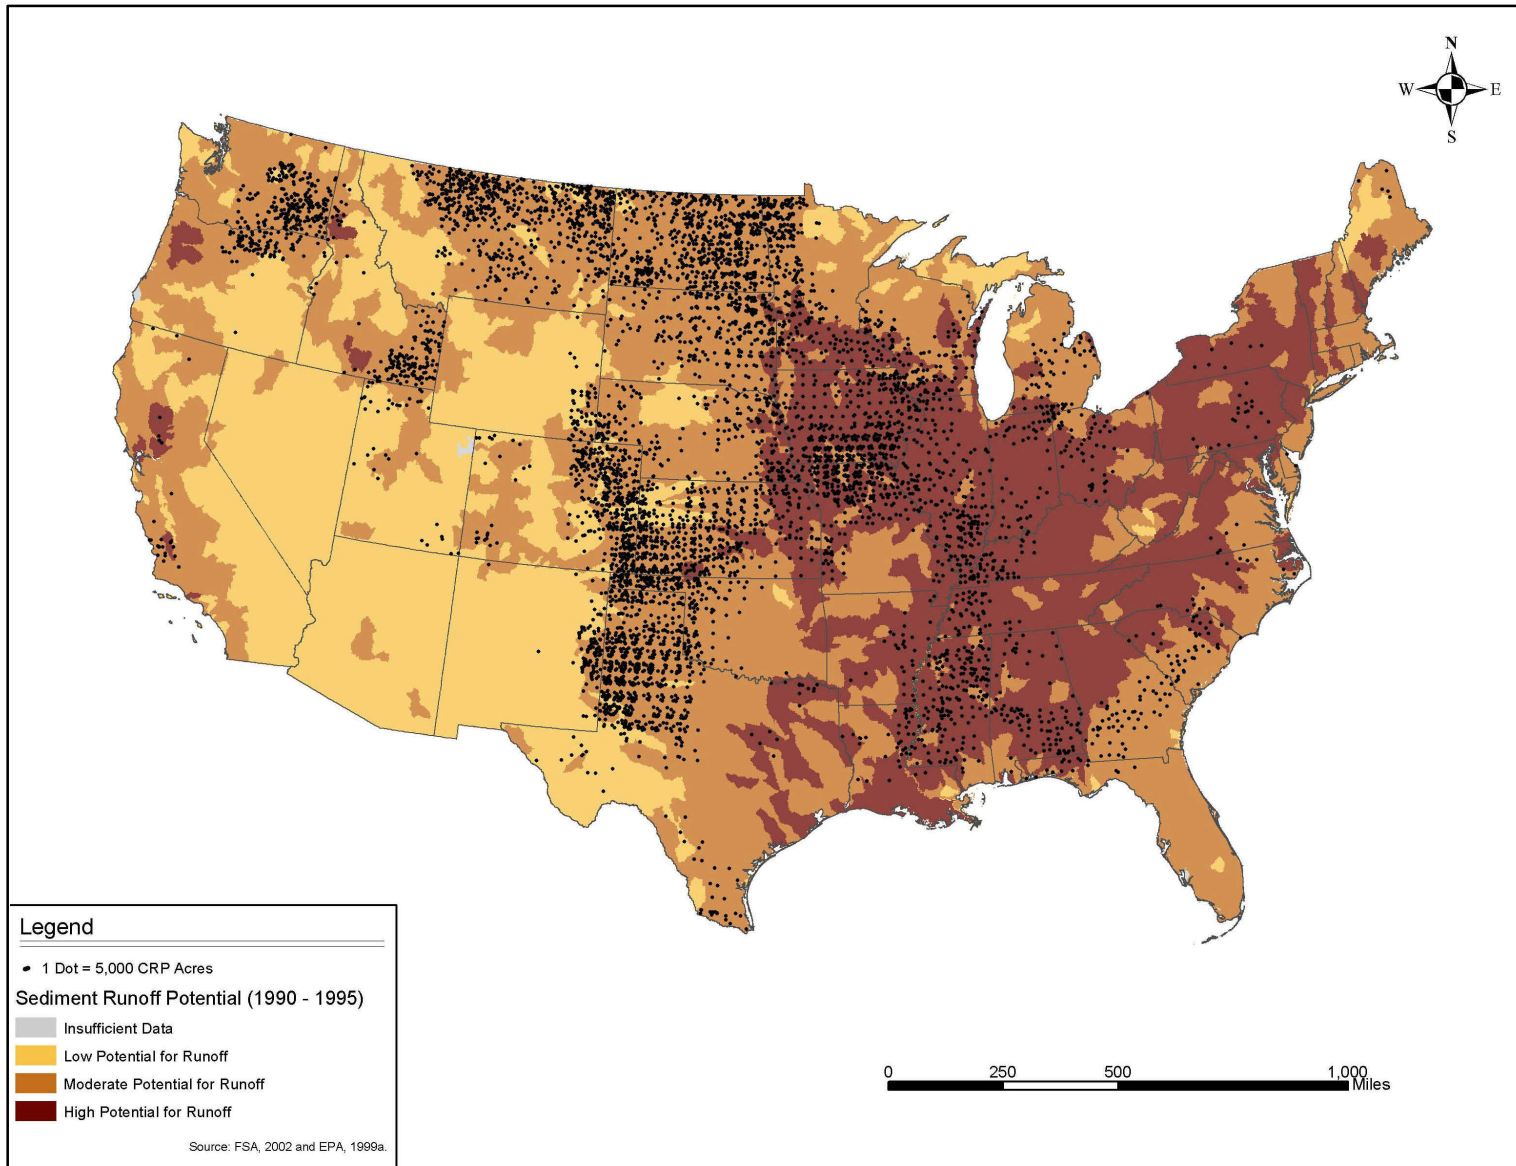 N
W E
S
Legend
1 Dot = 5,000 CRP Acres
Sediment Runoff Potential (1990 - 1995)
Insufficient Data
Low Potential for Runoff
Moderate Potential for Runoff
High Potential for Runoff
Source: FSA, 2002 and EPA, 1999a.
0 250 500 1,000
Miles